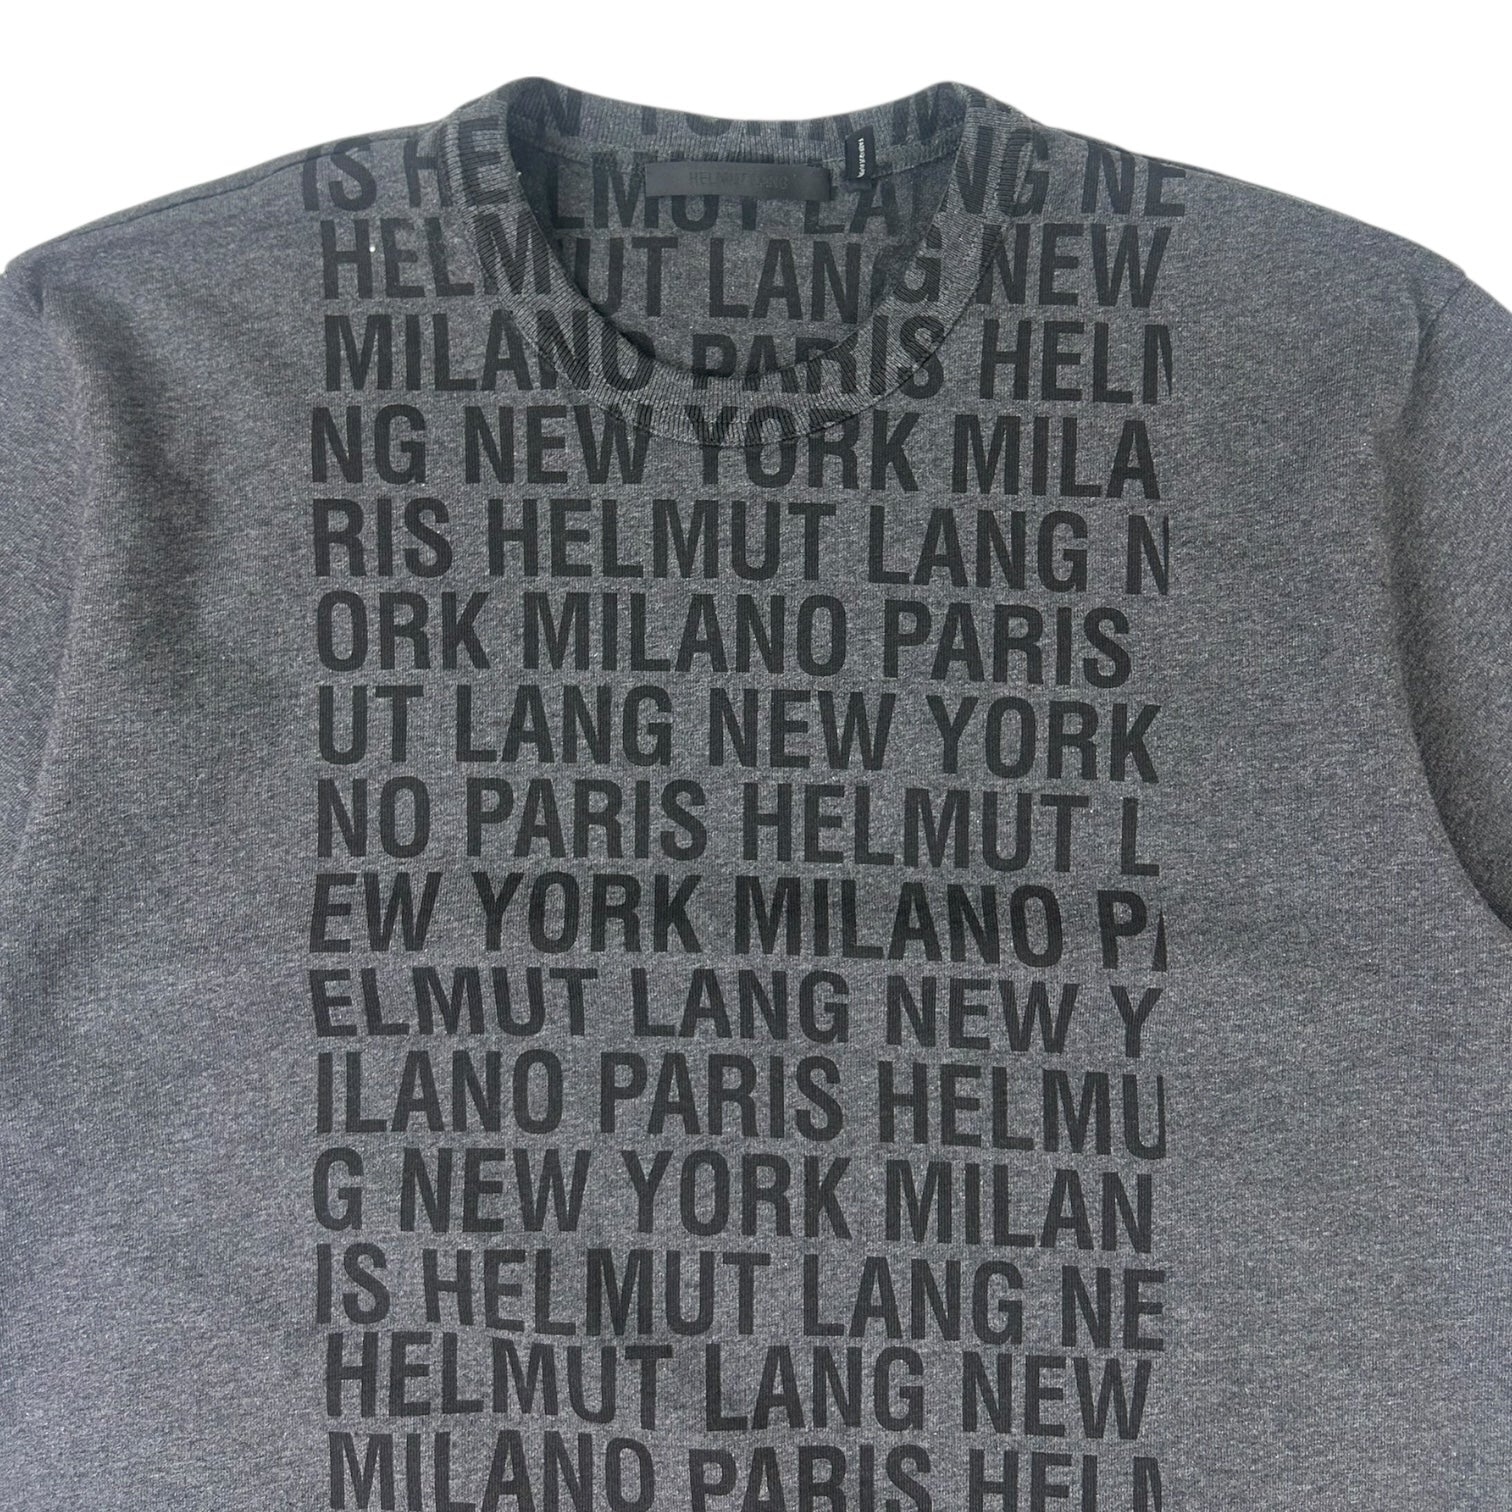 IS HELMUT LANG NE
HELMUT LANG
HELMUT LANG NEW
MILANO PARIS HELM
NG NEW YORK MILA
RIS HELMUT LANG N
ORK MILANO PARIS
UT LANG NEW YORK
NO PARIS HELMUT L
EW YORK MILANO PA
ELMUT LANG NEW Y
ILANO PARIS HELMU
G NEW YORK MILAN
IS HELMUT LANG NE
HELMUT LANG NEW
MILANO PARIS HELM